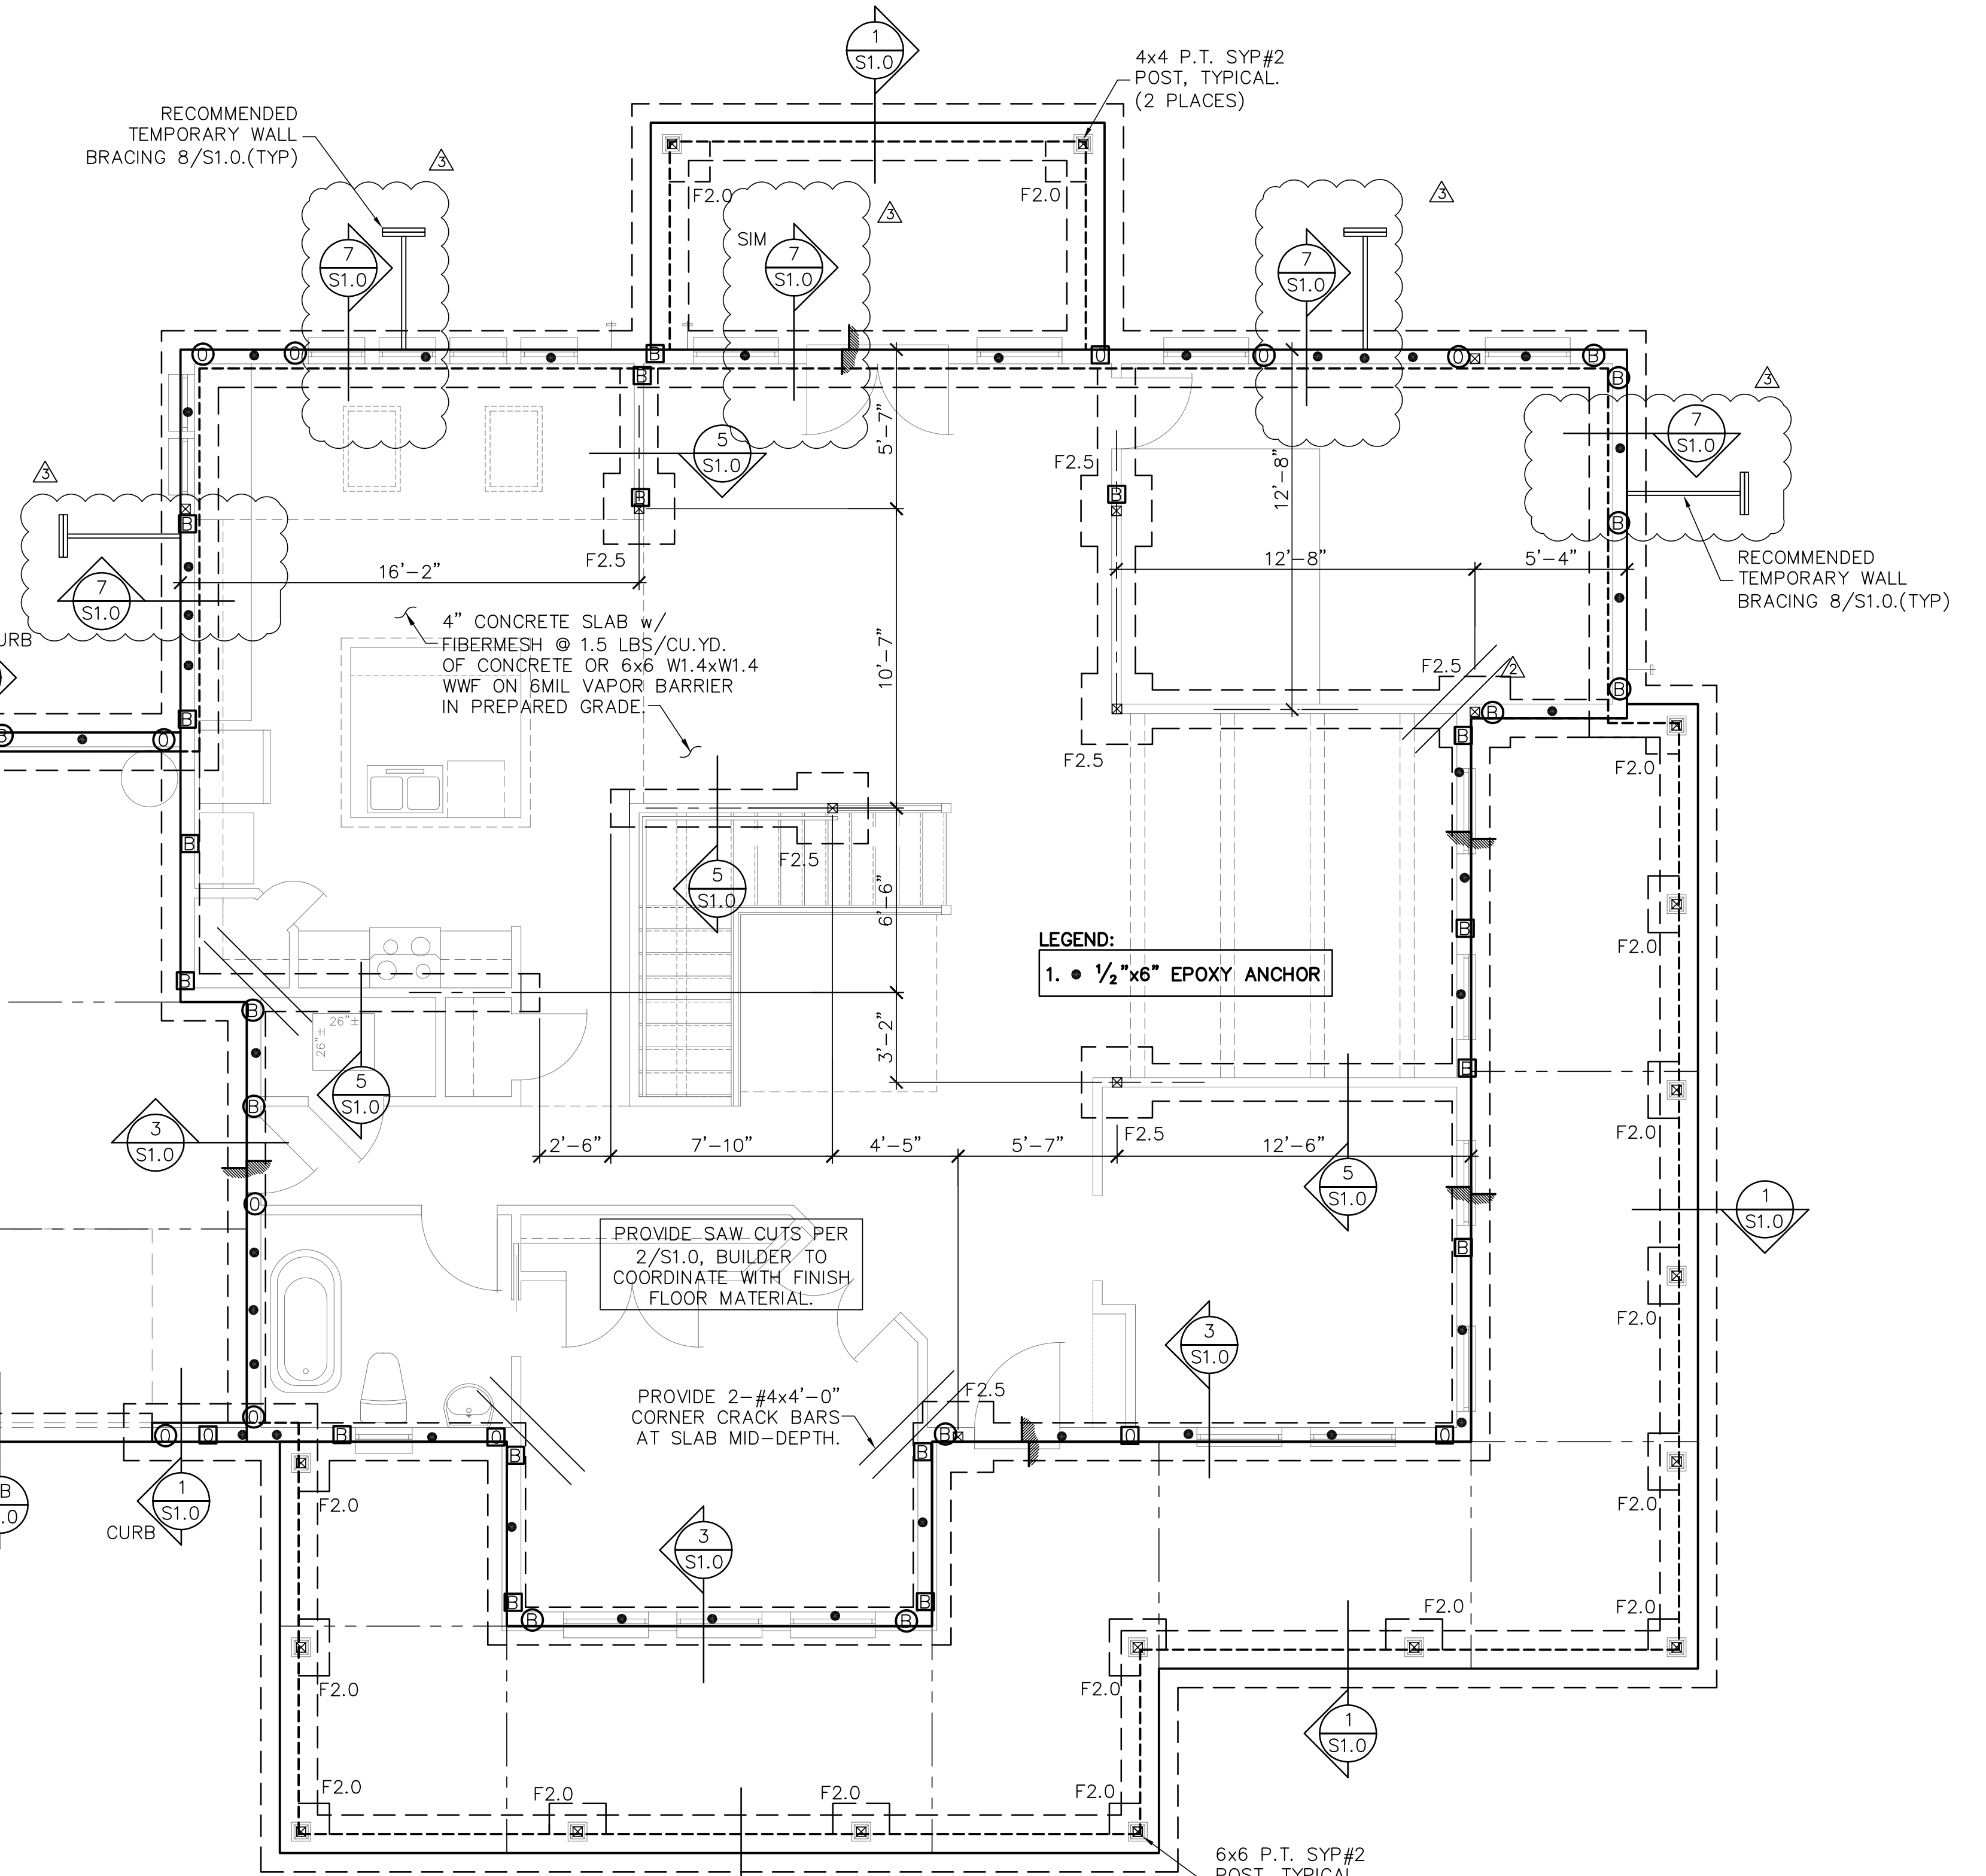 1
S1.0
4x4 P.T. SYP#2
POST, TYPICAL.
(2 PLACES)
RECOMMENDED
TEMPORARY WALL
BRACING 8/S1.0.(TYP)
3
3
3
F2.0
F2.0
SIM
7
S1.0
7
S1.0
7
S1.0
O
O
B
O
O
O
B
B
B
3
7
S1.0
5'-7"
5
S1.0
F2.5
12'-8"
3
B
B
B
B
F2.5
16'-2"
12'-8"
5'-4"
RECOMMENDED
TEMPORARY WALL
BRACING 8/S1.0.(TYP)
7
S1.0
URB
4" CONCRETE SLAB w/
FIBERMESH @ 1.5 LBS/CU.YD.
OF CONCRETE OR 6x6 W1.4xW1.4
WWF ON 6MIL VAPOR BARRIER
IN PREPARED GRADE.
10'-7"
F2.5
2
B
B
B
O
B
B
F2.5
F2.0
B
F2.5
5
S1.0
6'-6"
B
F2.0
LEGEND:
1. ● 1/2"x6" EPOXY ANCHOR
B
B
26"±
26"±
3'-2"
B
5
S1.0
B
3
S1.0
F2.5
F2.0
2'-6"
7'-10"
4'-5"
5'-7"
12'-6"
5
S1.0
O
1
S1.0
B
PROVIDE SAW CUTS PER
2/S1.0, BUILDER TO
COORDINATE WITH FINISH
FLOOR MATERIAL.
F2.0
3
S1.0
PROVIDE 2-#4x4'-0"
CORNER CRACK BARS
AT SLAB MID-DEPTH.
F2.5
O
O
O
B
O
B
B
B
O
O
F2.0
F2.0
B
.0
1
S1.0
CURB
3
S1.0
B
B
B
B
F2.0
F2.0
F2.0
F2.0
1
S1.0
F2.0
F2.0
F2.0
F2.0
6x6 P.T. SYP#2
POST, TYPICAL